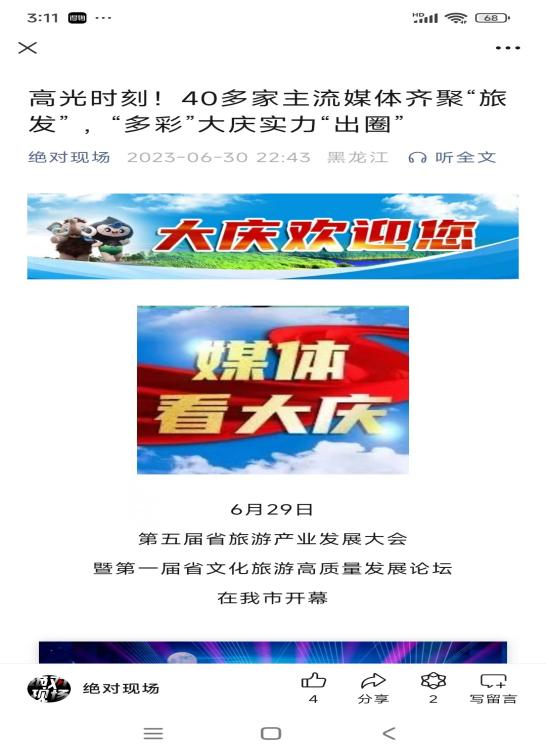 3:11
HD
68
高光时刻！40多家主流媒体齐聚“旅
发”，“多彩”大庆实力“出圈”
绝对现场 2023-06-30 22:43 黑龙江 听全文
大庆欢迎您
媒体
看大庆
6月29日
第五届省旅游产业发展大会
暨第一届省文化旅游高质量发展论坛
在我市开幕
绝对现场
4
分享
2
写留言